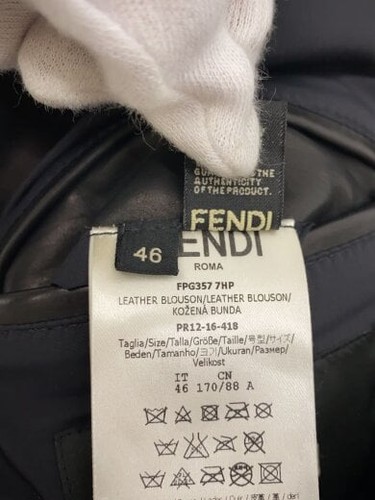 THE
AUTHENTICITY
OF THE PRODUCT.
FENDI
46
ENDI
ROMA
FPG357 7HP
LEATHER BLOUSON/LEATHER BLOUSON/
KOŽENÁ BUNDA
PR12-16-418
Taglia/Size/Talla/Größe/Taille/号型/サイズ/
Beden/Tamanho/크기/Ukuran/Размер/
Velikost
IT CN
46 170/88 A